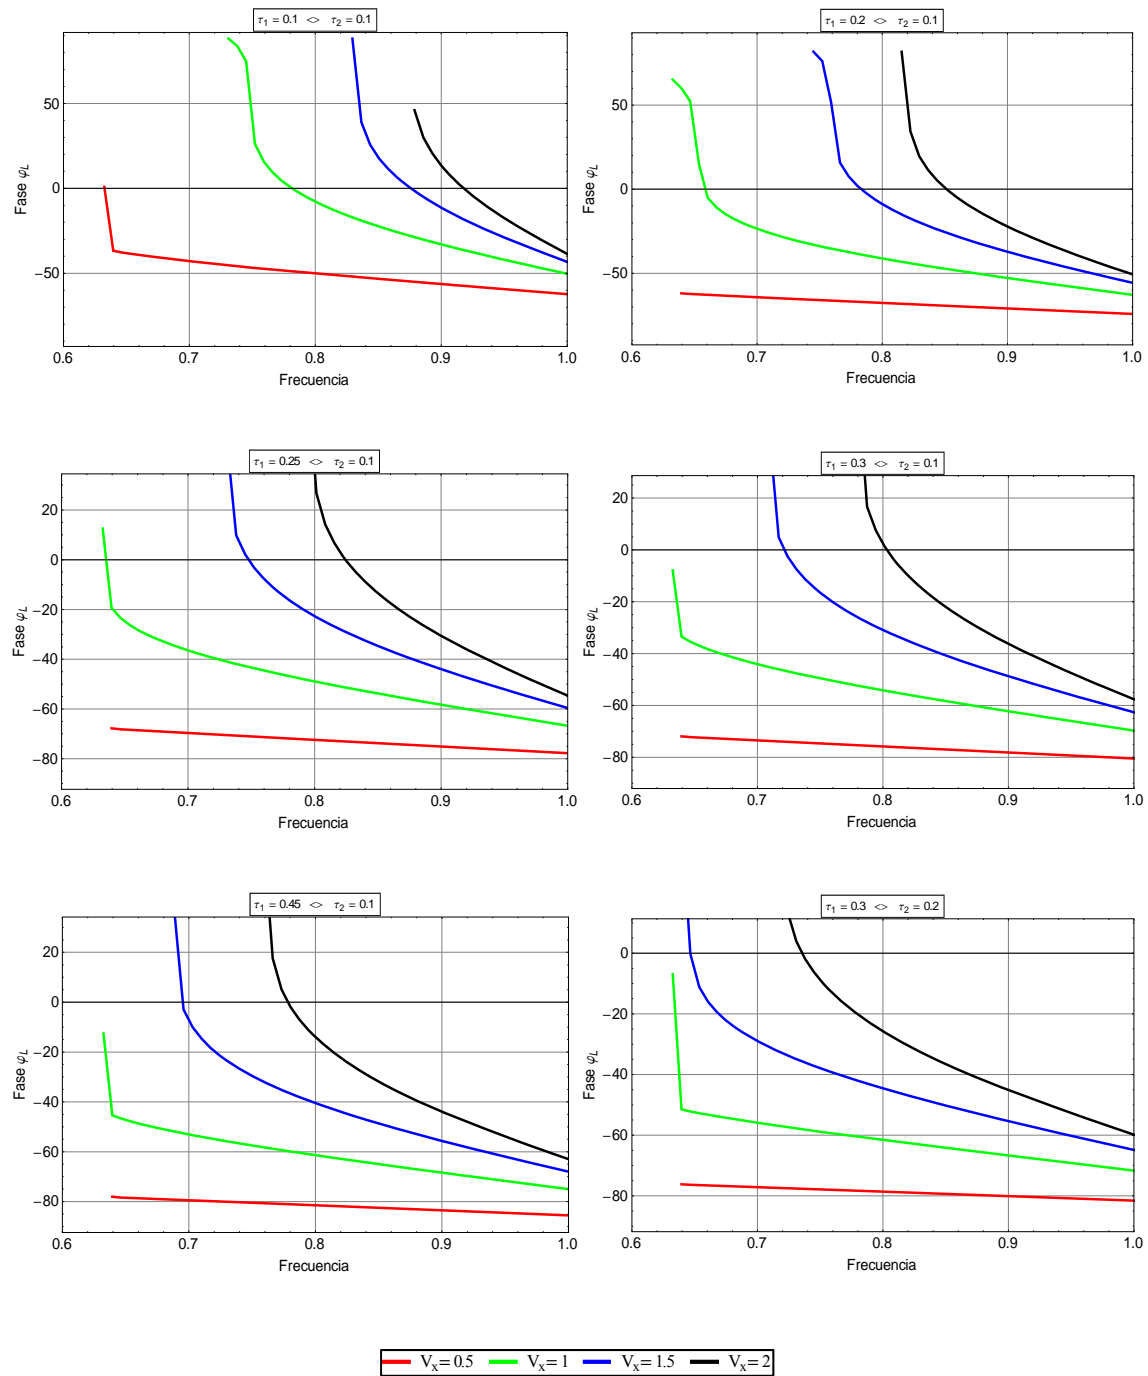 τ1 = 0.1 <> τ2 = 0.1
50
0
−50
Fase φL
0.6 0.7 0.8 0.9 1.0
Frecuencia
τ1 = 0.2 <> τ2 = 0.1
50
0
−50
Fase φL
0.6 0.7 0.8 0.9 1.0
Frecuencia
τ1 = 0.25 <> τ2 = 0.1
20
0
−20
−40
−60
−80
Fase φL
0.6 0.7 0.8 0.9 1.0
Frecuencia
τ1 = 0.3 <> τ2 = 0.1
20
0
−20
−40
−60
−80
Fase φL
0.6 0.7 0.8 0.9 1.0
Frecuencia
τ1 = 0.45 <> τ2 = 0.1
20
0
−20
−40
−60
−80
Fase φL
0.6 0.7 0.8 0.9 1.0
Frecuencia
τ1 = 0.3 <> τ2 = 0.2
0
−20
−40
−60
−80
Fase φL
0.6 0.7 0.8 0.9 1.0
Frecuencia
Vx= 0.5 Vx= 1 Vx= 1.5 Vx= 2